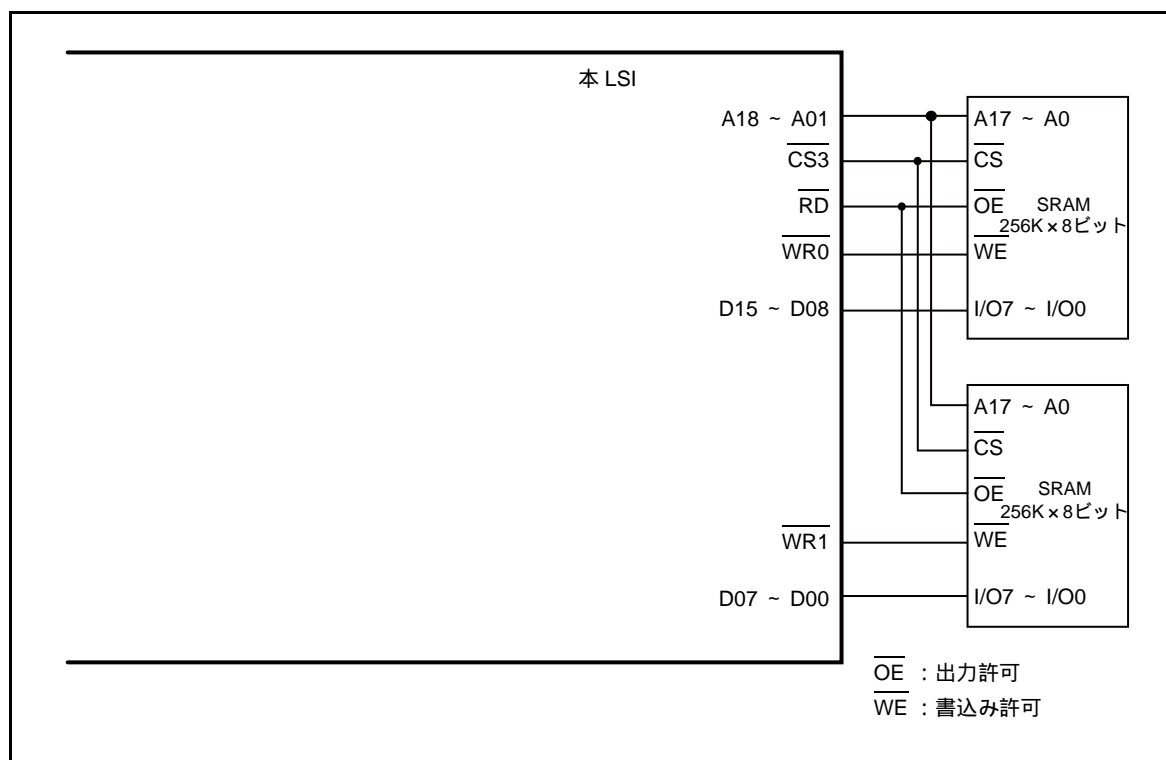 本 LSI
A18 ~ A01
CS3
RD
WR0
D15 ~ D08
A17 ~ A0
CS
OE
SRAM
256K×8ビット
WE
I/O7 ~ I/O0
WR1
D07 ~ D00
A17 ~ A0
CS
OE
SRAM
256K×8ビット
WE
I/O7 ~ I/O0
OE :出力許可
WE :書込み許可